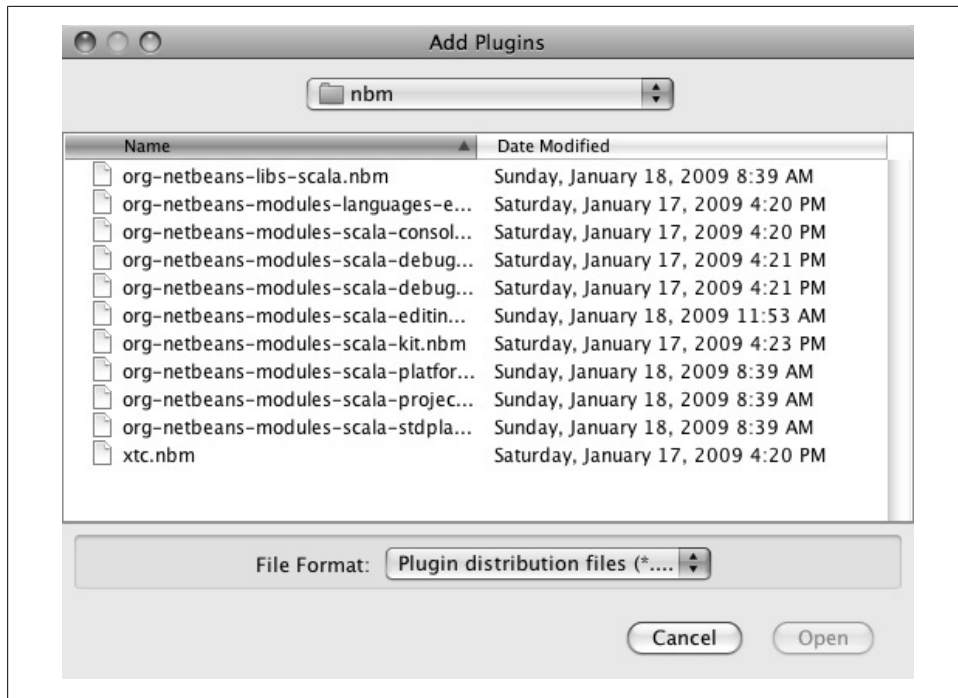 Add Plugins
nbm
Name Date Modified
org-netbeans-libs-scala.nbm Sunday, January 18, 2009 8:39 AM
org-netbeans-modules-languages-e... Saturday, January 17, 2009 4:20 PM
org-netbeans-modules-scala-consol... Saturday, January 17, 2009 4:20 PM
org-netbeans-modules-scala-debug... Saturday, January 17, 2009 4:21 PM
org-netbeans-modules-scala-debug... Saturday, January 17, 2009 4:21 PM
org-netbeans-modules-scala-editin... Sunday, January 18, 2009 11:53 AM
org-netbeans-modules-scala-kit.nbm Saturday, January 17, 2009 4:23 PM
org-netbeans-modules-scala-platfor... Sunday, January 18, 2009 8:39 AM
org-netbeans-modules-scala-projec... Sunday, January 18, 2009 8:39 AM
org-netbeans-modules-scala-stdpla... Sunday, January 18, 2009 8:39 AM
xtc.nbm Saturday, January 17, 2009 4:20 PM
File Format: Plugin distribution files (*....
Cancel Open